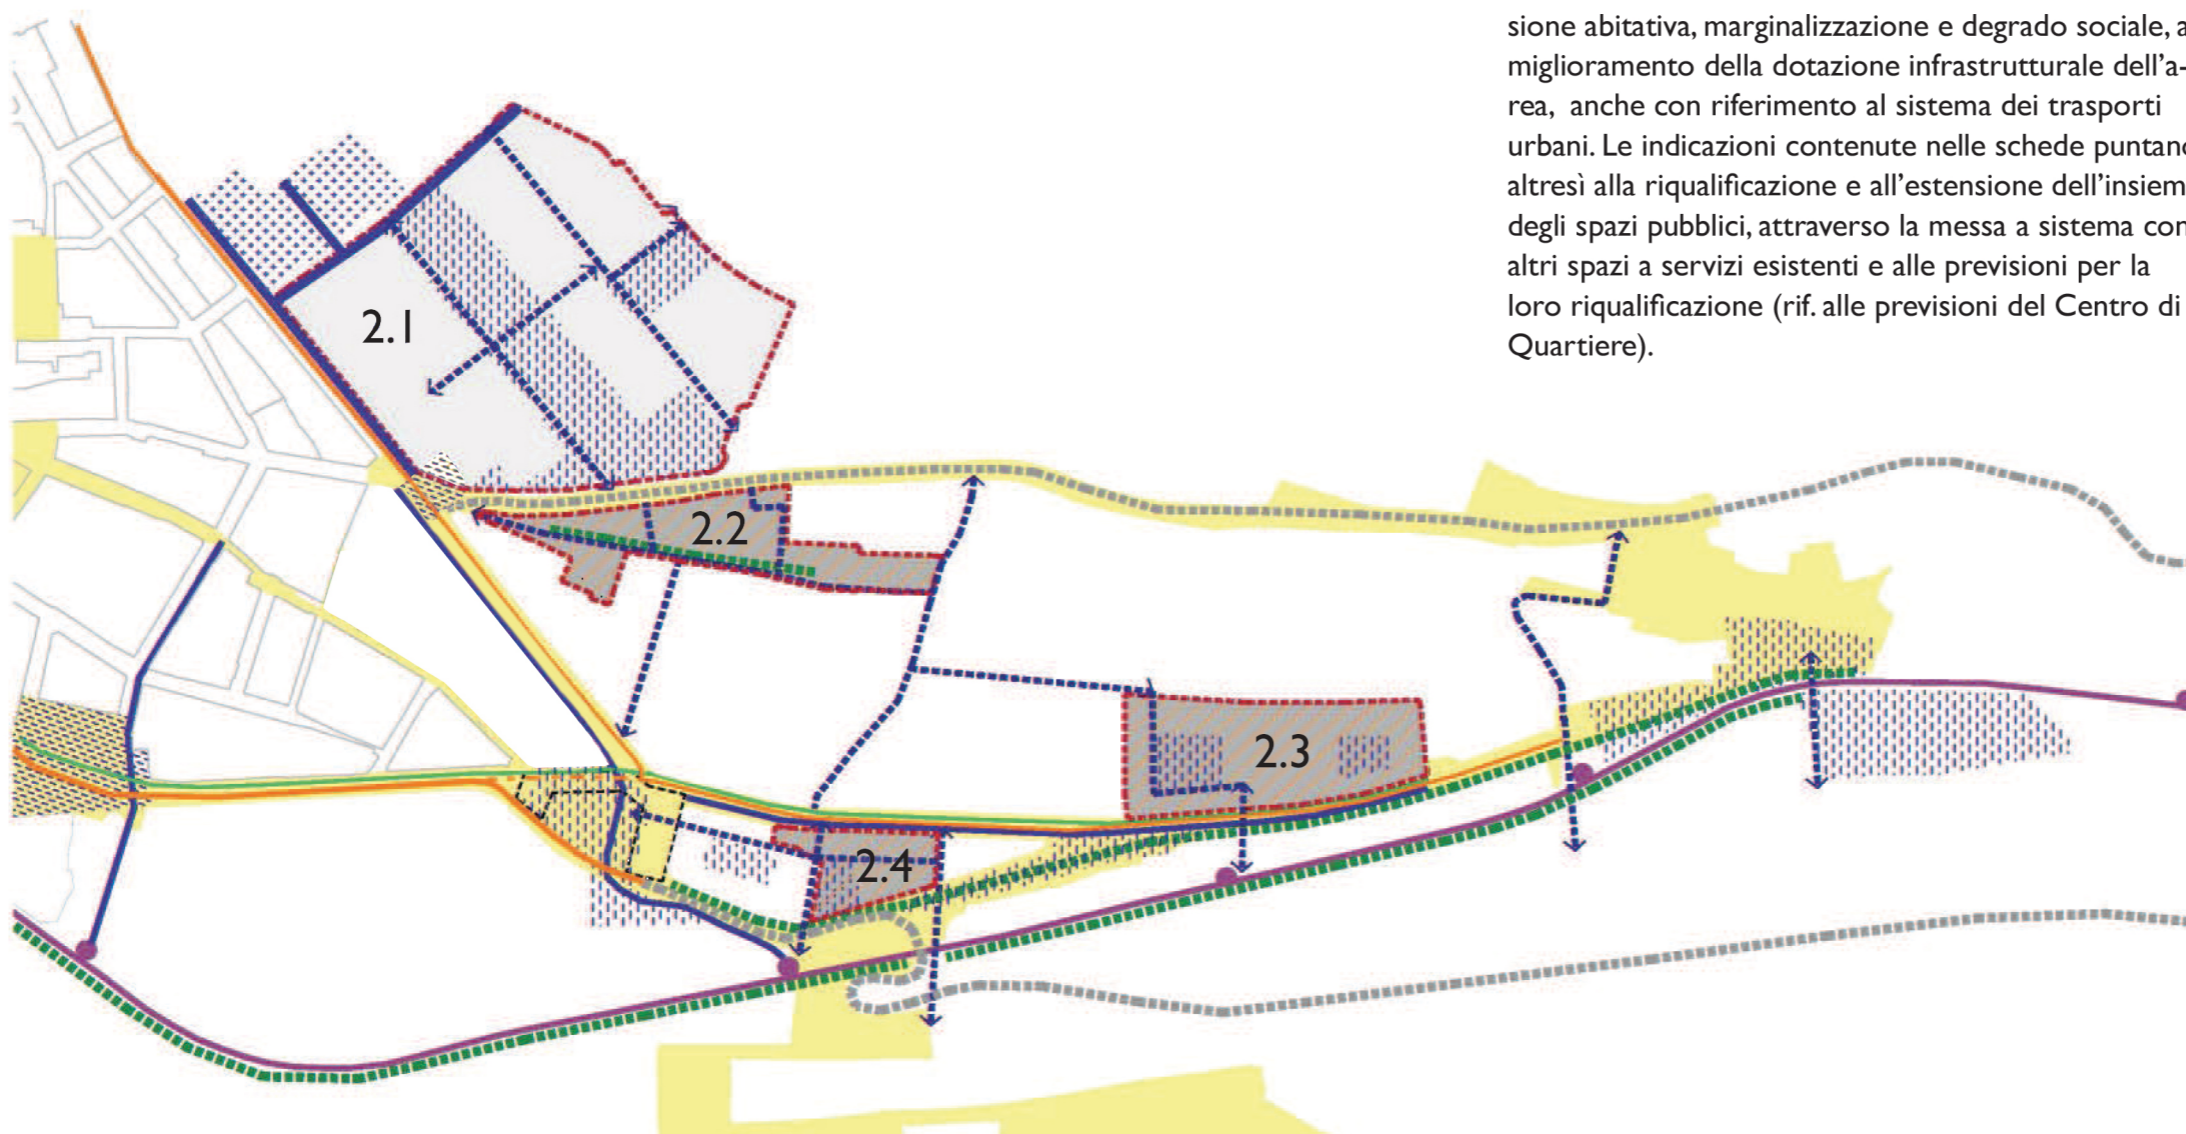 sione abitativa, marginalizzazione e degrado sociale, a
miglioramento della dotazione infrastrutturale dell'a-
rea, anche con riferimento al sistema dei trasporti
urbani. Le indicazioni contenute nelle schede puntano
altresì alla riqualificazione e all'estensione dell'insiem
degli spazi pubblici, attraverso la messa a sistema con
altri spazi a servizi esistenti e alle previsioni per la
loro riqualificazione (rif. alle previsioni del Centro di
Quartiere).
2.1
2.2
2.3
2.4